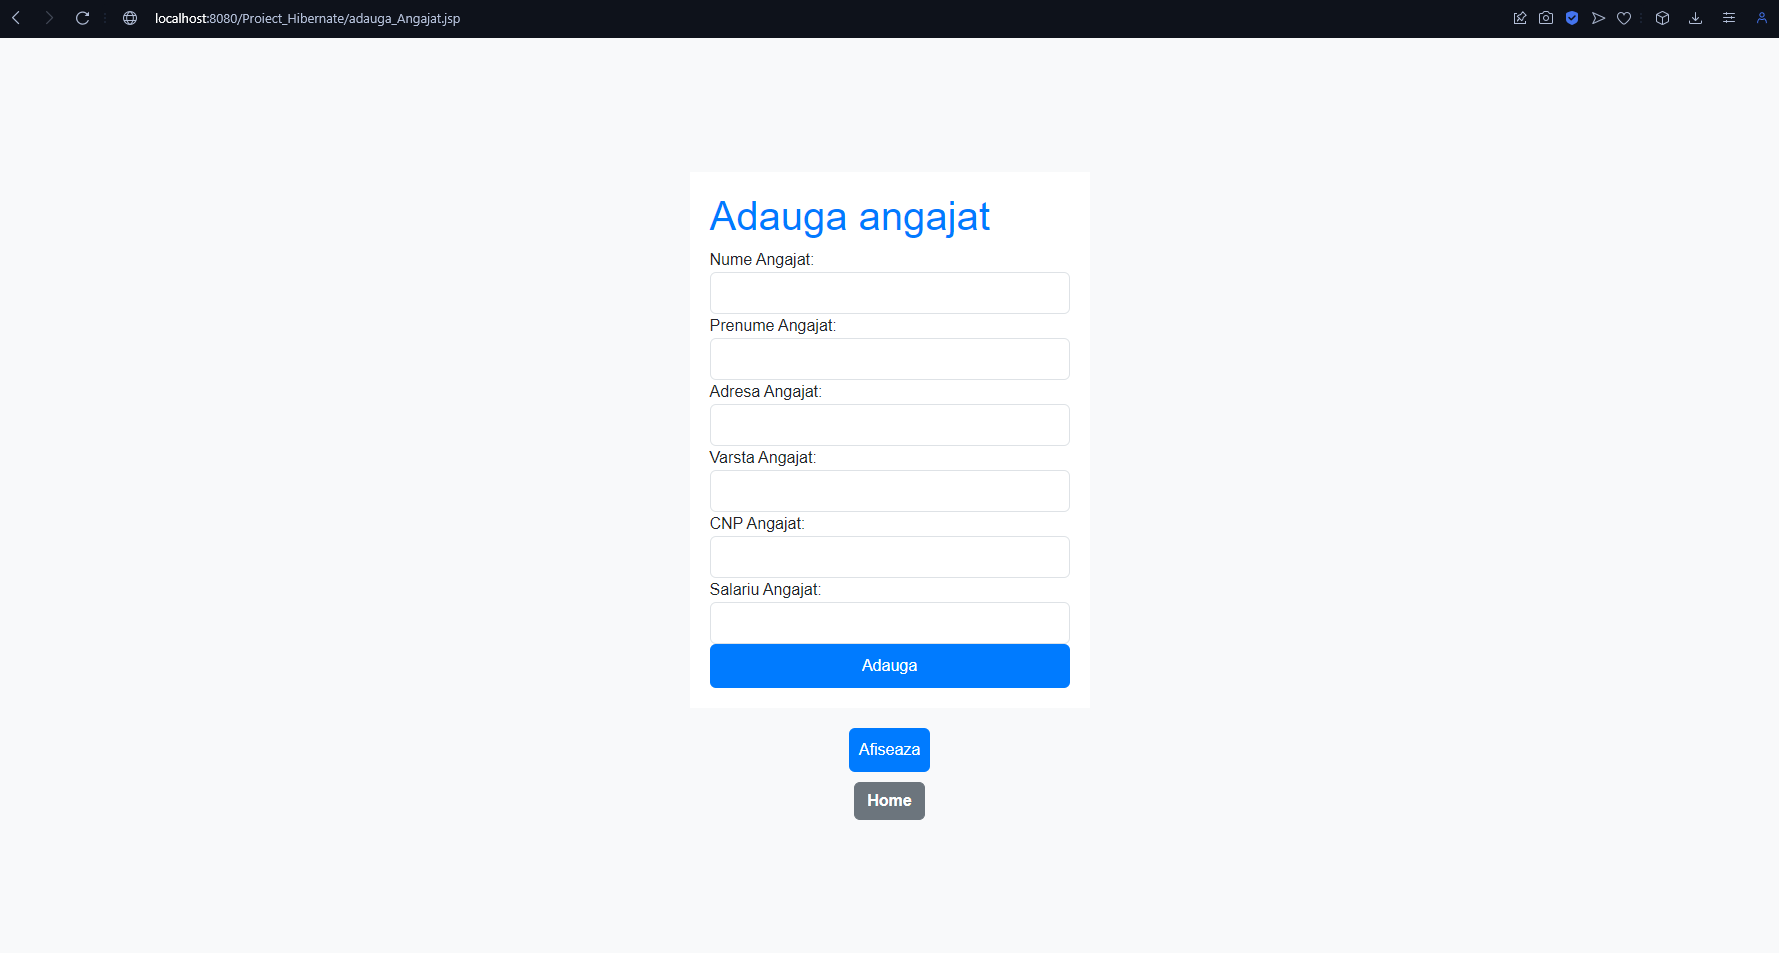 localhost:8080/Proiect_Hibernate/adauga_Angajat.jsp
Adauga angajat
Nume Angajat:
Prenume Angajat:
Adresa Angajat:
Varsta Angajat:
CNP Angajat:
Salariu Angajat:
Adauga
Afiseaza
Home